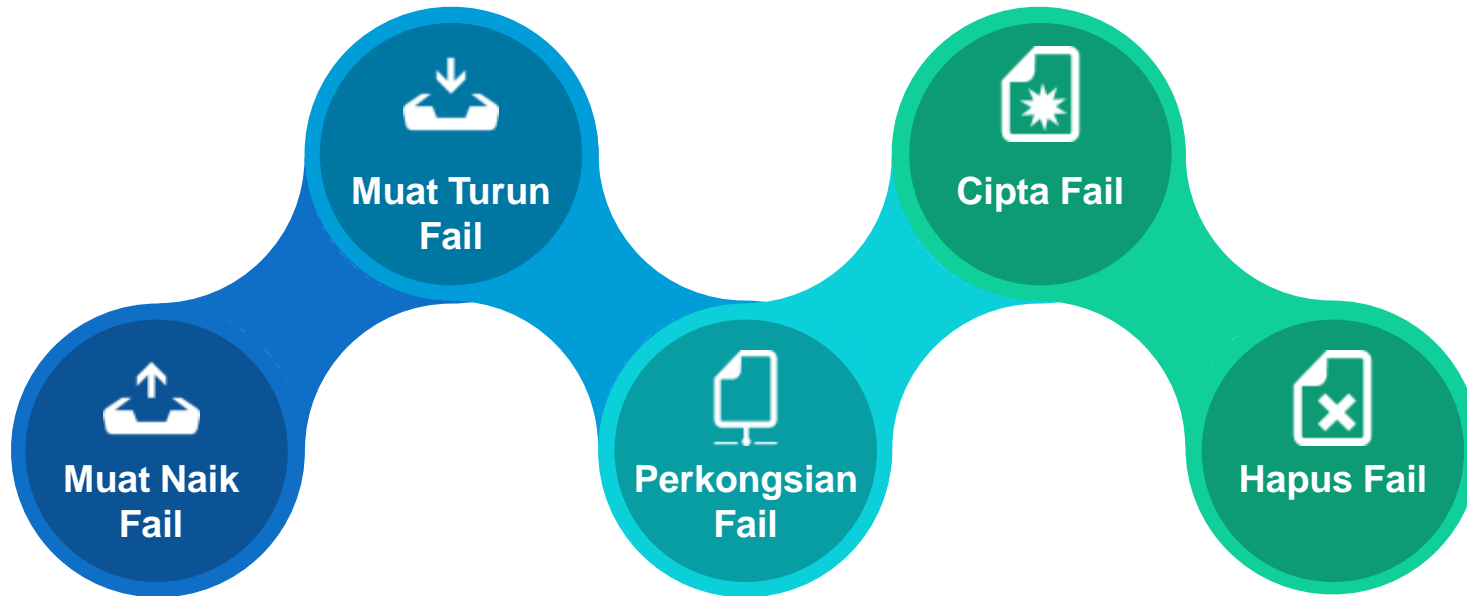 Muat Naik
Fail
Muat Turun
Fail
Perkongsian
Fail
Cipta Fail
Hapus Fail